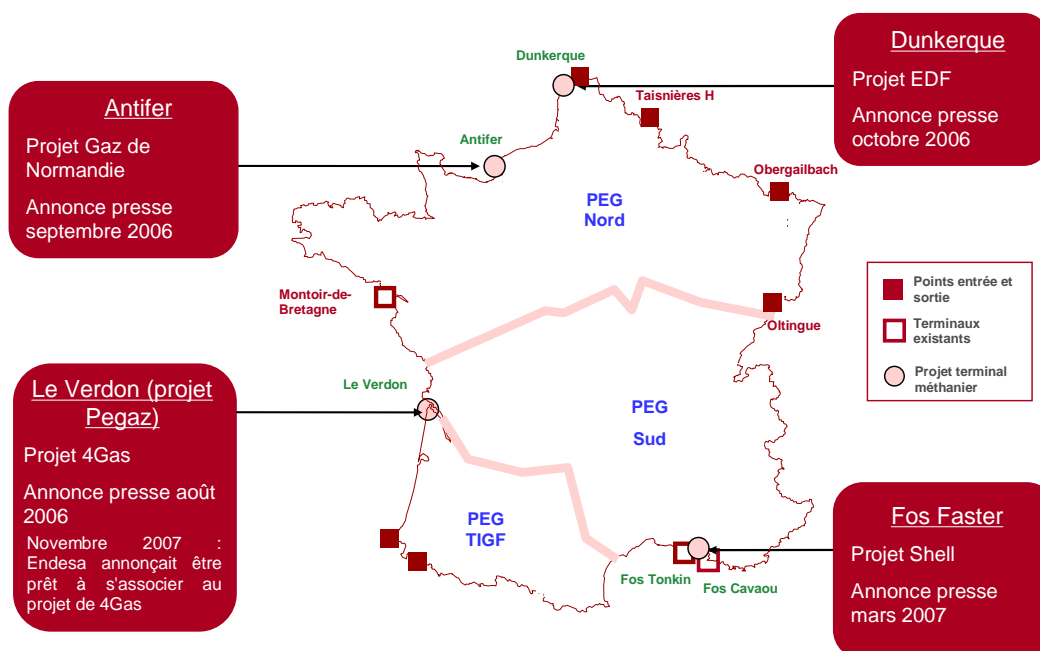 Dunkerque
Projet EDF
Annonce presse
octobre 2006
Antifer
Projet Gaz de
Normandie
Annonce presse
septembre 2006
Dunkerque
Taisnières H
Antifer
Obergailbach
PEG
Nord
Montoir-de-
Bretagne
Oltingue
Points entrée et
sortie
Terminaux
existants
Projet terminal
méthanier
Le Verdon (projet
Pegaz)
Projet 4Gas
Annonce presse août
2006
Novembre 2007 :
Endesa annonçait être
prêt à s'associer au
projet de 4Gas
Le Verdon
PEG
Sud
PEG
TIGF
Fos Tonkin
Fos Cavaou
Fos Faster
Projet Shell
Annonce presse
mars 2007